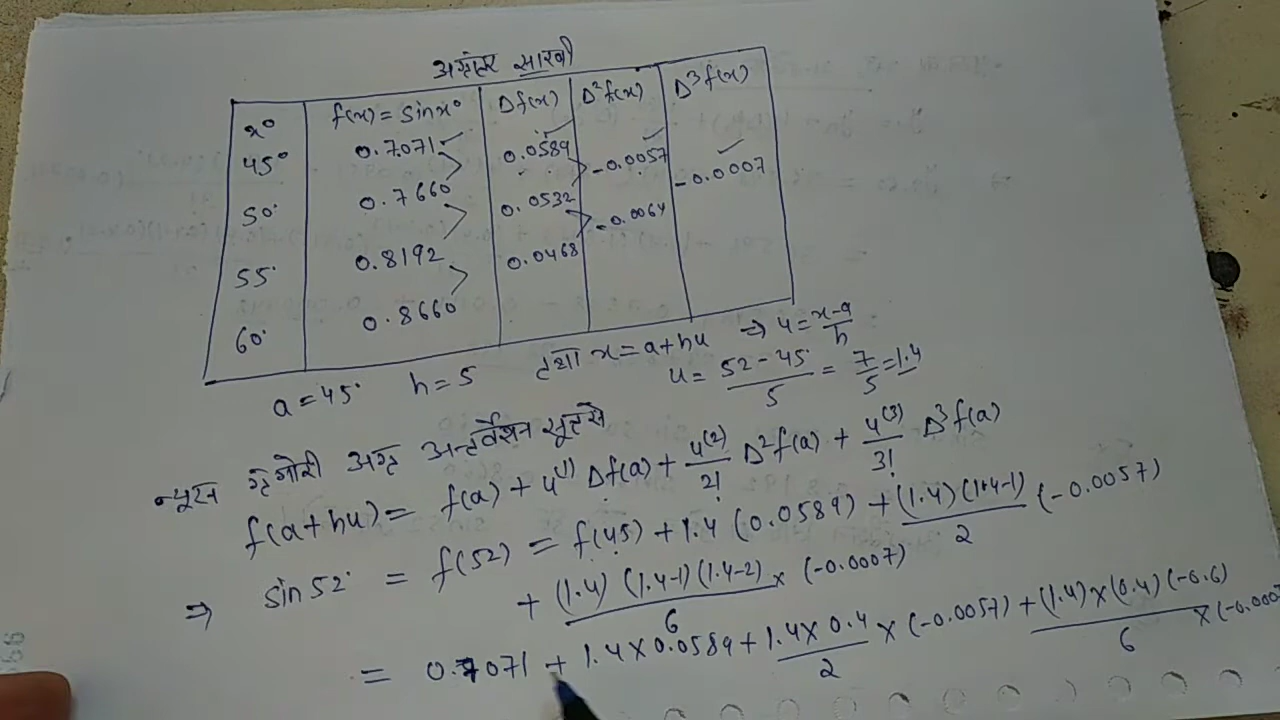 अग्रांतर सारणी
x° f(x) = sin x° Δf(x) Δ²f(x) Δ³f(x)
45° 0.7071 0.0589 -0.0057 -0.0007
50° 0.7660 0.0532 -0.0064
55° 0.8192 0.0468
60° 0.8660
a = 45° h = 5 तथा x = a+hu ⇒ u = (x-a)/h
u = (52-45)/5 = 7/5 = 1.4
न्यूटन ग्रेगोरी अग्र अन्तर्वेशन सूत्र से
f(a+hu) = f(a) + u⁽¹⁾ Δf(a) + u⁽²⁾/2! Δ²f(a) + u⁽³⁾/3! Δ³f(a)
⇒ sin 52° = f(52) = f(45) + 1.4 (0.0589) + (1.4)(1.4-1)/2 (-0.0057)
+ (1.4)(1.4-1)(1.4-2)/6 × (-0.0007)
= 0.7071 + 1.4×0.0589 + 1.4×0.4/2 × (-0.0057) + (1.4)×(0.4)(-0.6)/6 × (-0.0007